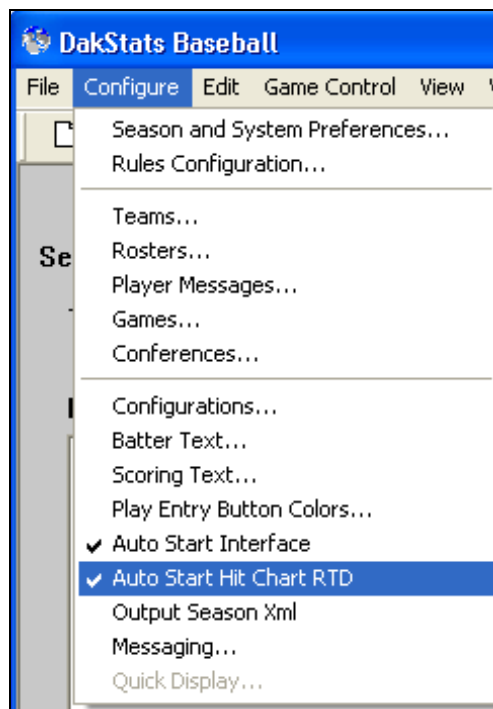 DakStats Baseball
File Configure Edit Game Control View
Season and System Preferences...
Rules Configuration...
Teams...
Se
Rosters...
Player Messages...
Games...
Conferences...
Configurations...
Batter Text...
Scoring Text...
Play Entry Button Colors...
Auto Start Interface
Auto Start Hit Chart RTD
Output Season Xml
Messaging...
Quick Display...